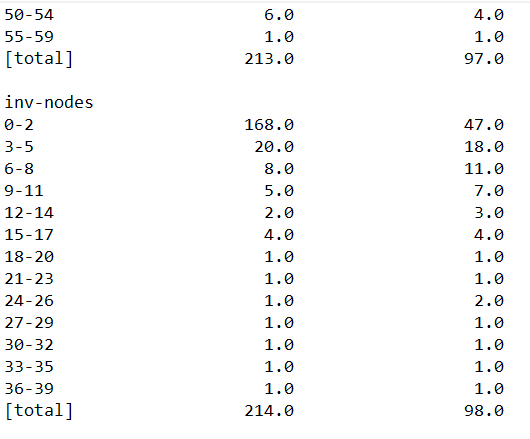 50-54 6.0 4.0
55-59 1.0 1.0
[total] 213.0 97.0
inv-nodes
0-2 168.0 47.0
3-5 20.0 18.0
6-8 8.0 11.0
9-11 5.0 7.0
12-14 2.0 3.0
15-17 4.0 4.0
18-20 1.0 1.0
21-23 1.0 1.0
24-26 1.0 2.0
27-29 1.0 1.0
30-32 1.0 1.0
33-35 1.0 1.0
36-39 1.0 1.0
[total] 214.0 98.0